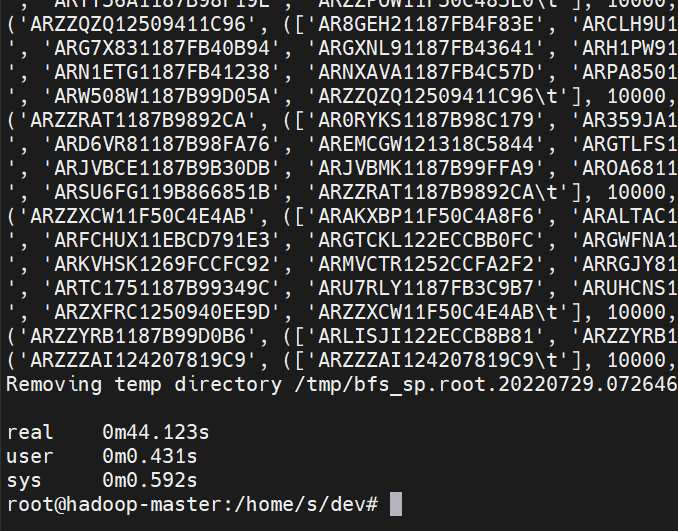 ('ARZZQZQ12509411C96', (['AR8GEH21187FB4F83E', 'ARCLH9U1
', 'ARG7X831187FB40B94', 'ARGXNL91187FB43641', 'ARH1PW91
', 'ARN1ETG1187FB41238', 'ARNXAVA1187FB4C57D', 'ARPA8501
', 'ARW508W1187B99D05A', 'ARZZQZQ12509411C96\t'], 10000,
('ARZZRAT1187B9892CA', (['AR0RYKS1187B98C179', 'AR359JA1
', 'ARD6VR81187B98FA76', 'AREMCGW121318C5844', 'ARGTLFS1
', 'ARJVBCE1187B9B30DB', 'ARJVBMK1187B99FFA9', 'AROA6811
', 'ARSU6FG119B866851B', 'ARZZRAT1187B9892CA\t'], 10000,
('ARZZXCW11F50C4E4AB', (['ARAKXBP11F50C4A8F6', 'ARALTAC1
', 'ARFCHUX11EBCD791E3', 'ARGTCKL122ECCBB0FC', 'ARGWFNA1
', 'ARKVHSK1269FCCFC92', 'ARMVCTR1252CCFA2F2', 'ARRGJY81
', 'ARTC1751187B99349C', 'ARU7RLY1187FB3C9B7', 'ARUHCNS1
', 'ARZXFRC1250940EE9D', 'ARZZXCW11F50C4E4AB\t'], 10000,
('ARZZYRB1187B99D0B6', (['ARLISJI122ECCB8B81', 'ARZZYRB1
('ARZZZAI124207819C9', (['ARZZZAI124207819C9\t'], 10000,
Removing temp directory /tmp/bfs_sp.root.20220729.072646
real 0m44.123s
user 0m0.431s
sys 0m0.592s
root@hadoop-master:/home/s/dev#